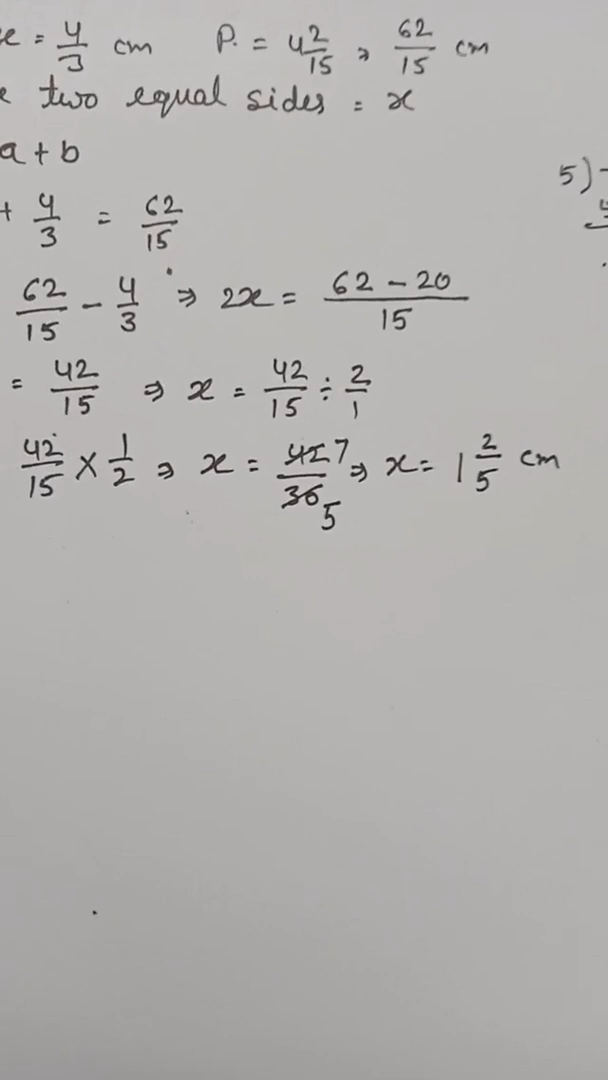 e = 4/3 cm P. = 4 2/15 , 62/15 cm
two equal sides = x
a + b
5)
+ 4/3 = 62/15
62/15 - 4/3 ⇒ 2x = (62 - 20)/15
= 42/15 ⇒ x = 42/15 ÷ 2/1
42/15 × 1/2 ⇒ x = 42 7/30 5 ⇒ x = 1 2/5 cm